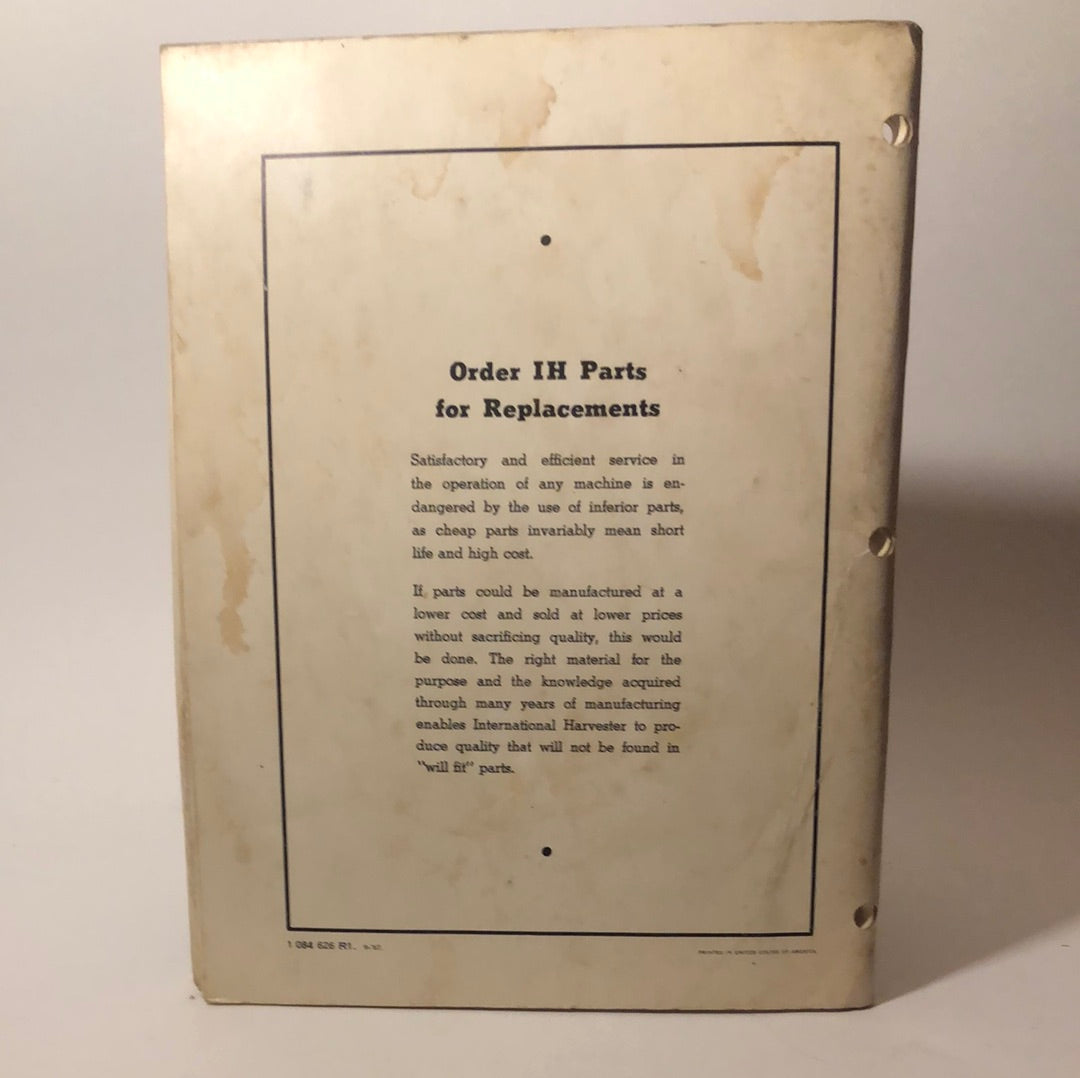 Order IH Parts
for Replacements
Satisfactory and efficient service in
the operation of any machine is en-
dangered by the use of inferior parts,
as cheap parts invariably mean short
life and high cost.
If parts could be manufactured at a
lower cost and sold at lower prices
without sacrificing quality, this would
be done. The right material for the
purpose and the knowledge acquired
through many years of manufacturing
enables International Harvester to pro-
duce quality that will not be found in
"will fit" parts.
1 084 626 R1.
PRINTED IN UNITED STATES OF AMERICA